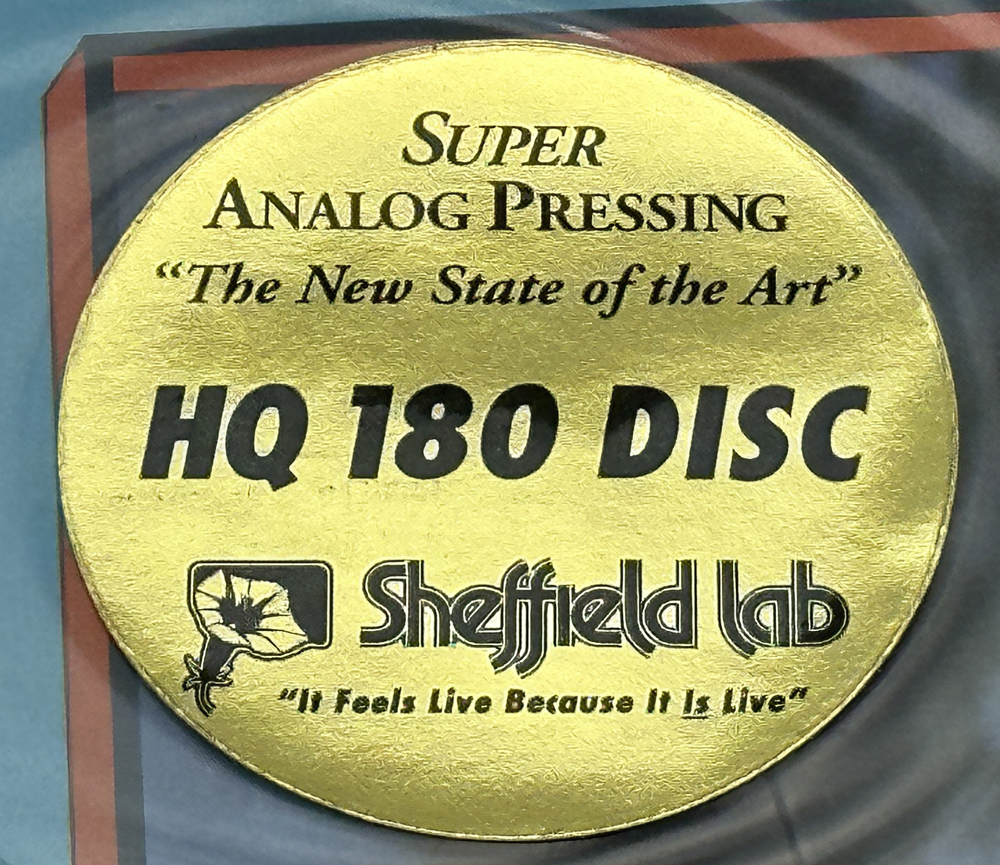 SUPER
ANALOG PRESSING
“The New State of the Art”
HQ 180 DISC
Sheffield lab
“It Feels Live Because It Is Live”